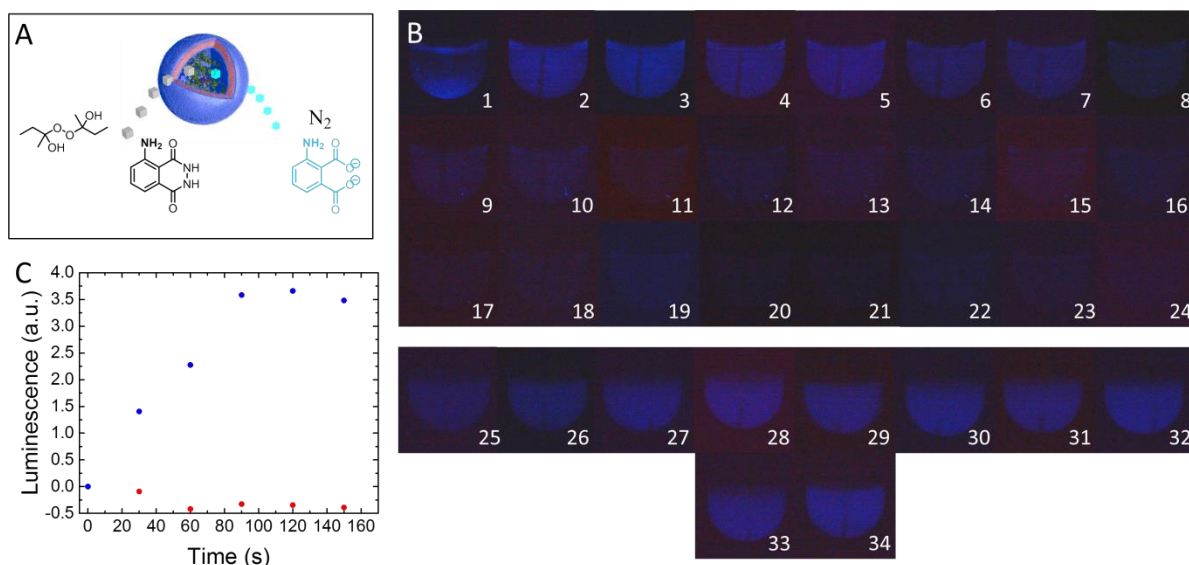 A
OH
O
O
OH
N₂
NH₂
O
NH
NH
O
NH₂
O
O⊖
O⊖
O
B
1 2 3 4 5 6 7 8
9 10 11 12 13 14 15 16
17 18 19 20 21 22 23 24
25 26 27 28 29 30 31 32
33 34
C
Luminescence (a.u.)
4.0
3.5
3.0
2.5
2.0
1.5
1.0
0.5
0.0
-0.5
0 20 40 60 80 100 120 140 160
Time (s)